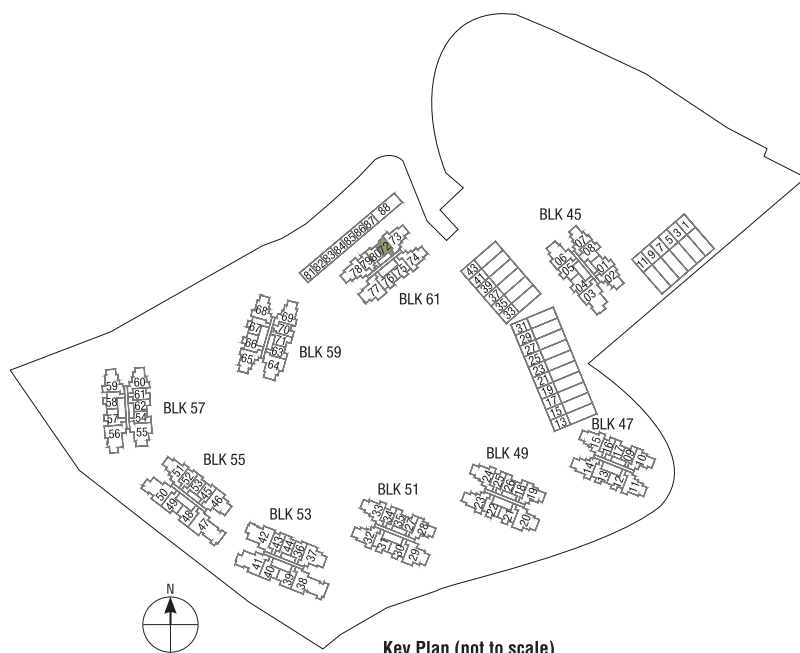 BLK 45
07
08
06
05
01
02
04
03
11 9 7 5 3 1
81 82 83 84 85 86 87 88
78 79 80 72 73
77 76 75 74
BLK 61
43
41
39
37
35
33
31
29
27
25
23
21
19
17
15
13
68
67
66
65
69
70
71
63
64
BLK 59
59
58
57
56
60
61
62
54
55
BLK 57
BLK 47
15 16 17 09 10
14 13 12 11
BLK 55
51 52 53 45 46
50 49 48 47
BLK 49
24 25 26 18 19
23 22 21 20
BLK 51
33 34 35 27 28
32 31 30 29
BLK 53
42 43 44 36 37
41 40 39 38
N
Key Plan (not to scale)